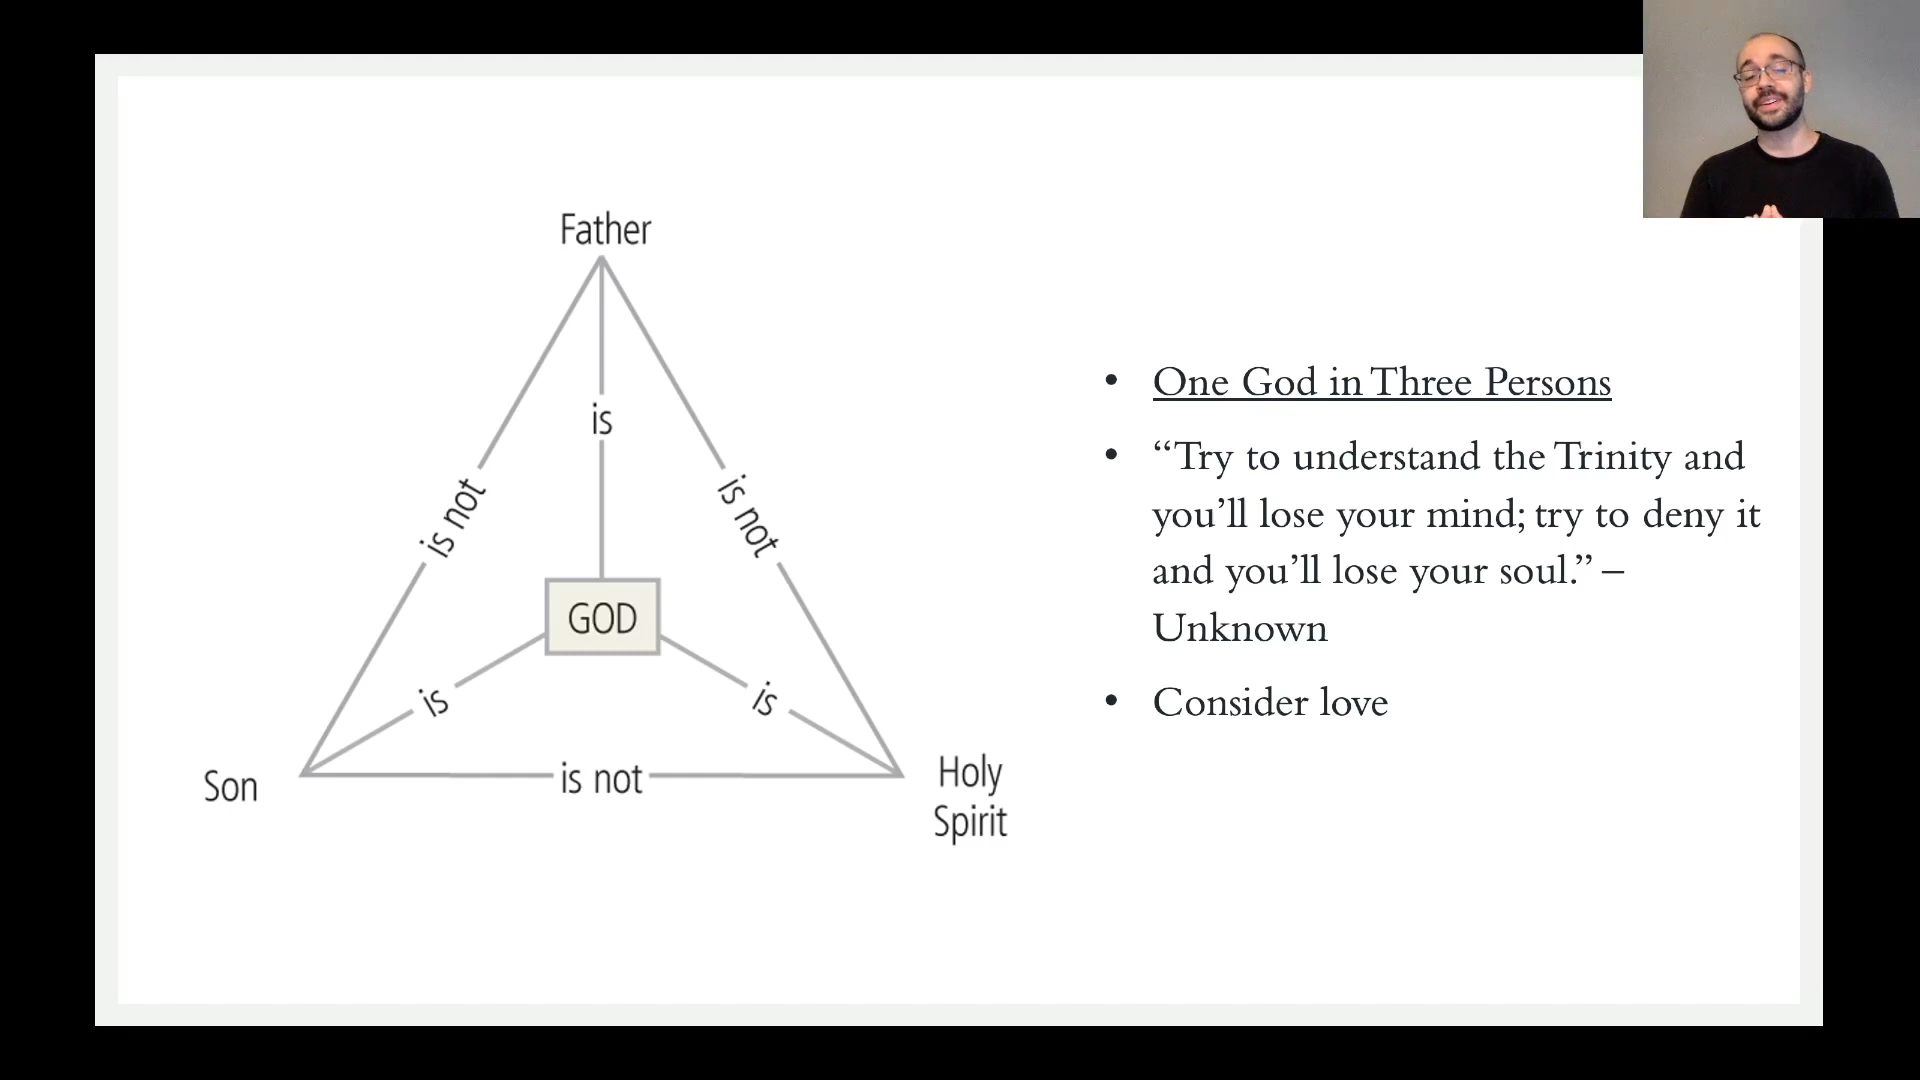 Father
is
is not
is not
GOD
is
is
Son
is not
Holy
Spirit
• One God in Three Persons
• “Try to understand the Trinity and
you’ll lose your mind; try to deny it
and you’ll lose your soul.” –
Unknown
• Consider love